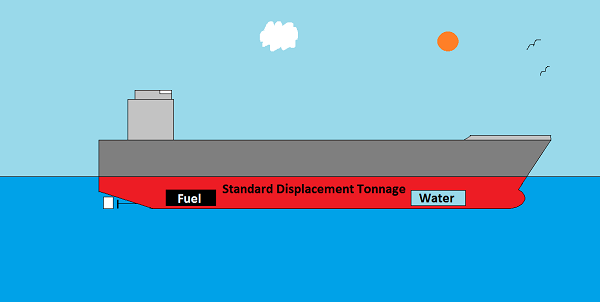 Standard Displacement Tonnage
Fuel
Water